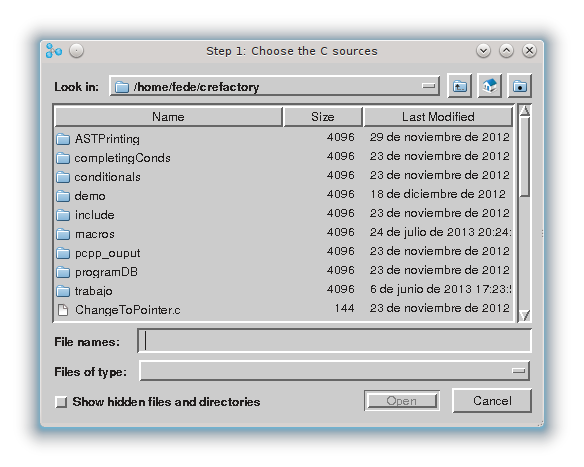 Step 1: Choose the C sources
Look in: /home/fede/crefactory
Name Size Last Modified
ASTPrinting 4096 29 de noviembre de 2012
completingConds 4096 23 de noviembre de 2012
conditionals 4096 23 de noviembre de 2012
demo 4096 18 de diciembre de 2012
include 4096 23 de noviembre de 2012
macros 4096 24 de julio de 2013 20:24:
pcpp_ouput 4096 23 de noviembre de 2012
programDB 4096 23 de noviembre de 2012
trabajo 4096 6 de junio de 2013 17:23:
ChangeToPointer.c 144 23 de noviembre de 2012
File names:
Files of type:
Show hidden files and directories Open Cancel